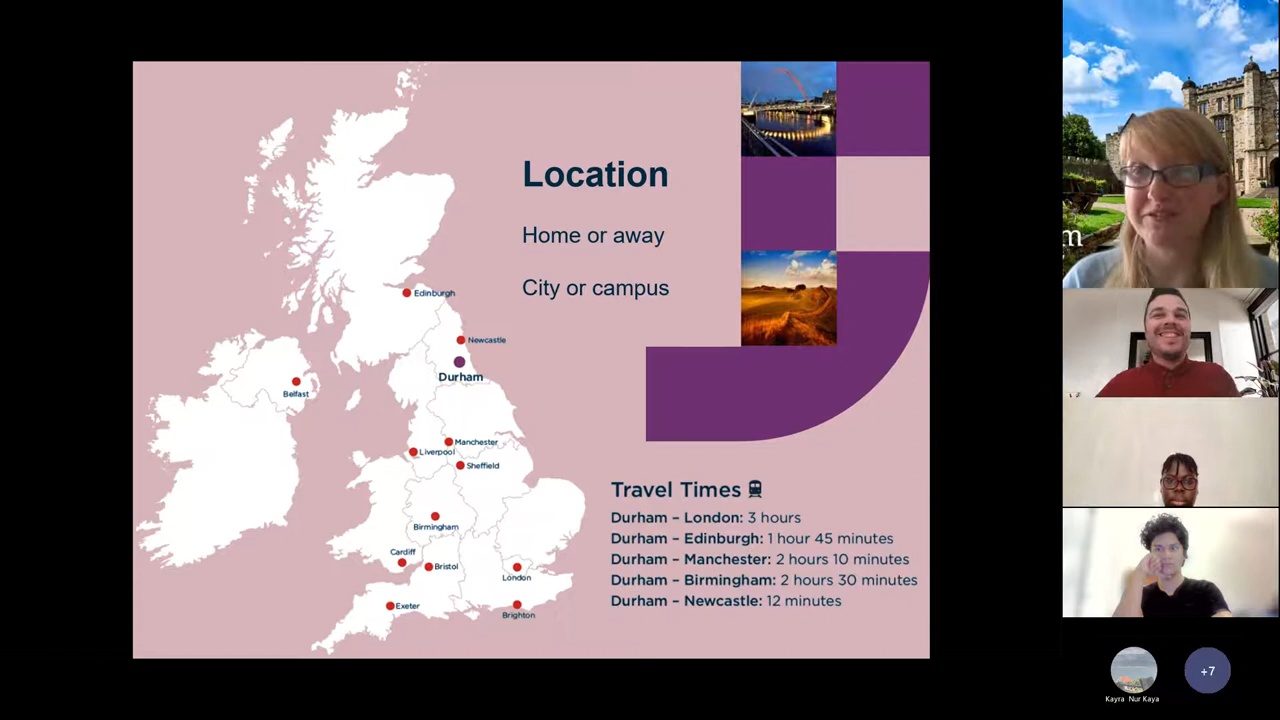 Location
Home or away
City or campus
Edinburgh
Newcastle
Durham
Belfast
Manchester
Liverpool
Sheffield
Birmingham
Cardiff
Bristol
London
Exeter
Brighton
Travel Times
Durham – London: 3 hours
Durham – Edinburgh: 1 hour 45 minutes
Durham – Manchester: 2 hours 10 minutes
Durham – Birmingham: 2 hours 30 minutes
Durham – Newcastle: 12 minutes
m
Kayra Nur Kaya
+7